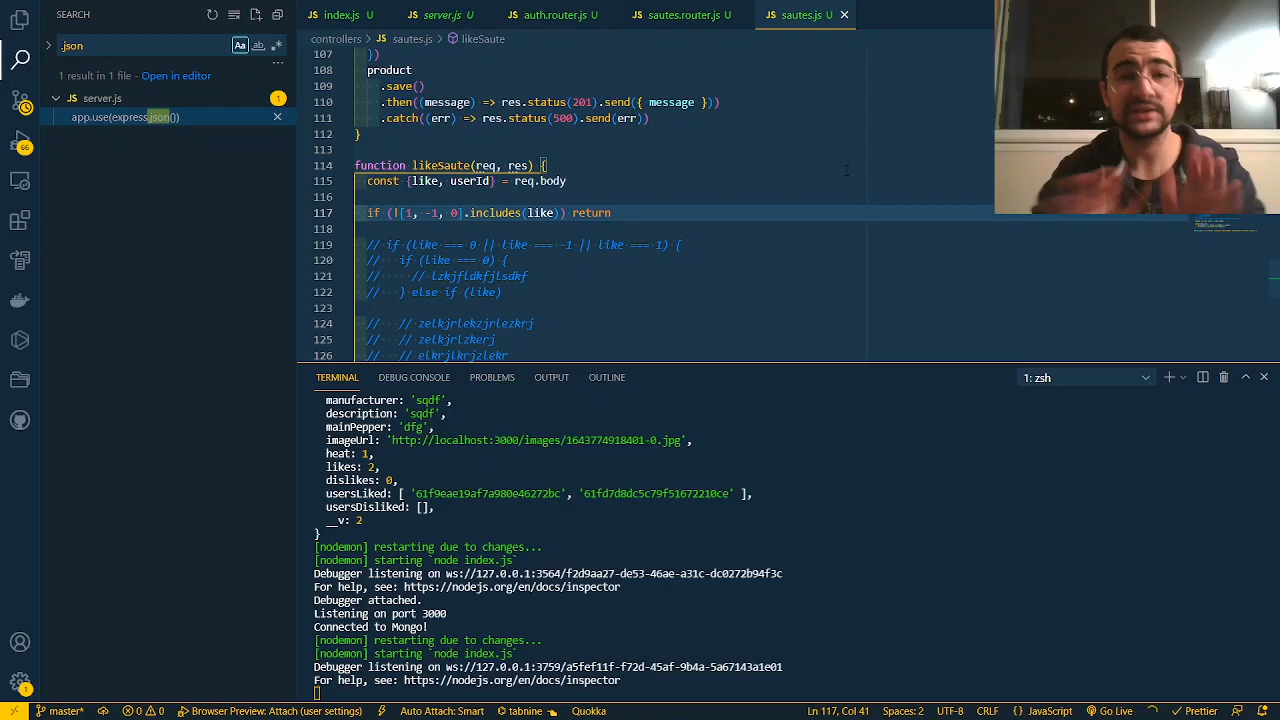 SEARCH
index.js U
server.js U
auth.router.js U
sautes.router.js U
sautes.js U
.json
Aa
ab
controllers > sautes.js > likeSaute
1 result in 1 file - Open in editor
server.js
1
app.use(express.json())
107 })
108 product
109 .save()
110 .then((message) => res.status(201).send({ message }))
111 .catch((err) => res.status(500).send(err))
112 }
113
114 function likeSaute(req, res) {
115 const {like, userId} = req.body
116
117 if (![1, -1, 0].includes(like)) return
118
119 // if (like === 0 || like === -1 || like === 1) {
120 // if (like === 0) {
121 // // lzkjfldkfjlsdkf
122 // } else if (like)
123
124 // // zelkjrlekzjrlezkrj
125 // // zelkjrlzkerj
126 // // elkrjlkrjzlekr
66
TERMINAL DEBUG CONSOLE PROBLEMS OUTPUT OUTLINE
1: zsh
manufacturer: 'sqdf',
description: 'sqdf',
mainPepper: 'dfg',
imageUrl: 'http://localhost:3000/images/1643774918401-0.jpg',
heat: 1,
likes: 2,
dislikes: 0,
usersLiked: [ '61f9eae19af7a980e46272bc', '61fd7d8dc5c79f51672210ce' ],
usersDisliked: [],
__v: 2
}
[nodemon] restarting due to changes...
[nodemon] starting `node index.js`
Debugger listening on ws://127.0.0.1:3564/f2d9aa27-de53-46ae-a31c-dc0272b94f3c
For help, see: https://nodejs.org/en/docs/inspector
Debugger attached.
Listening on port 3000
Connected to Mongo!
[nodemon] restarting due to changes...
[nodemon] starting `node index.js`
Debugger listening on ws://127.0.0.1:3759/a5fef11f-f72d-45af-9b4a-5a67143a1e01
For help, see: https://nodejs.org/en/docs/inspector
1
master* 0 0 Browser Preview: Attach (user settings) Auto Attach: Smart tabnine Quokka Ln 117, Col 41 Spaces: 2 UTF-8 CRLF {} JavaScript Go Live Prettier